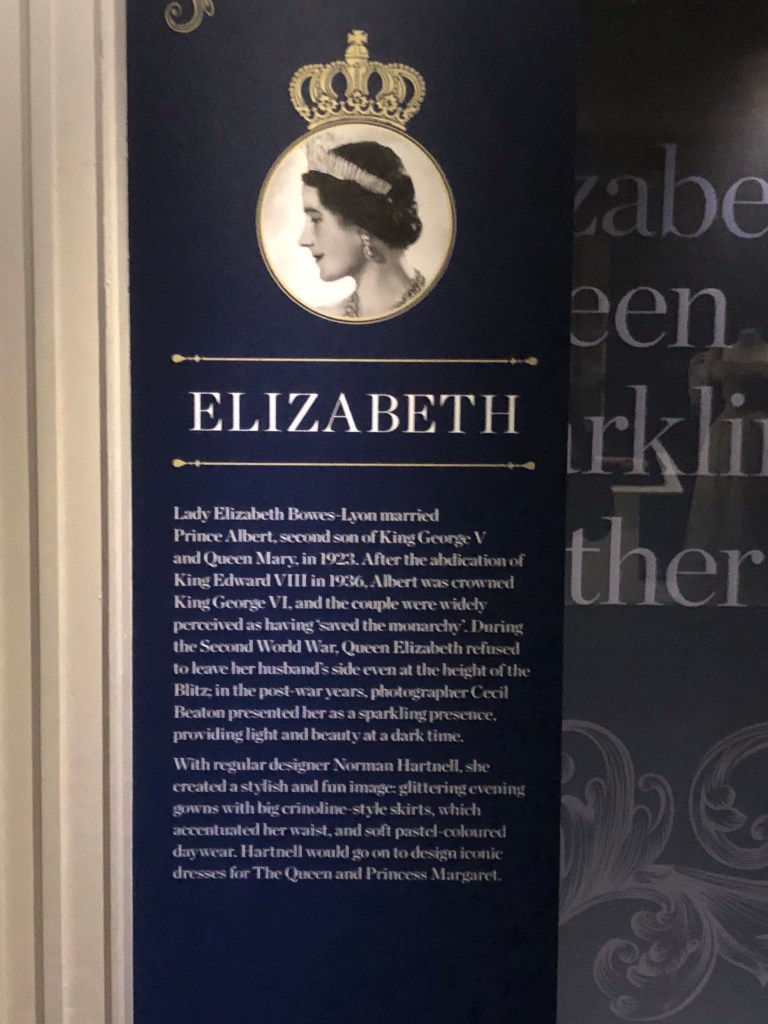 ELIZABETH
Lady Elizabeth Bowes-Lyon married
Prince Albert, second son of King George V
and Queen Mary, in 1923. After the abdication of
King Edward VIII in 1936, Albert was crowned
King George VI, and the couple were widely
perceived as having ‘saved the monarchy’. During
the Second World War, Queen Elizabeth refused
to leave her husband’s side even at the height of the
Blitz; in the post-war years, photographer Cecil
Beaton presented her as a sparkling presence,
providing light and beauty at a dark time.
With regular designer Norman Hartnell, she
created a stylish and fun image: glittering evening
gowns with big crinoline-style skirts, which
accentuated her waist, and soft pastel-coloured
daywear. Hartnell would go on to design iconic
dresses for The Queen and Princess Margaret.
zabe
een
arklin
ther